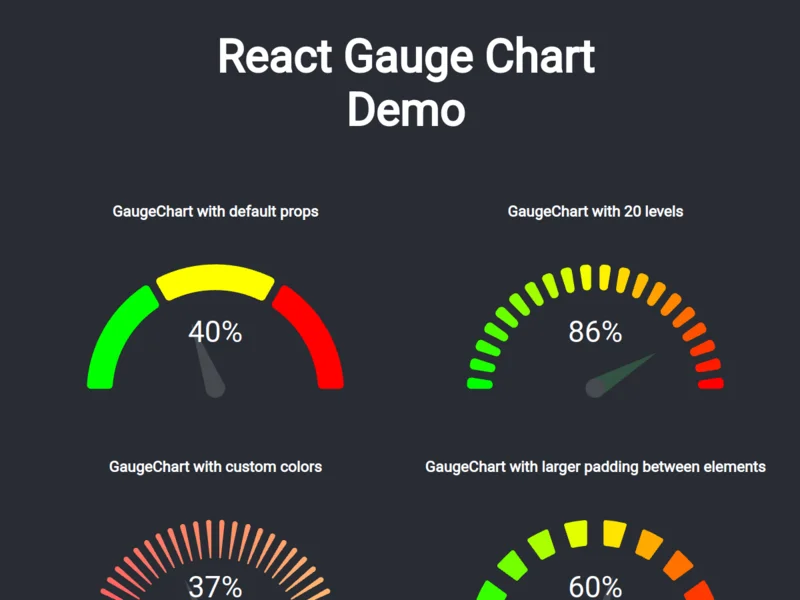 React Gauge Chart
Demo
GaugeChart with default props
GaugeChart with 20 levels
40%
86%
GaugeChart with custom colors
GaugeChart with larger padding between elements
37%
60%